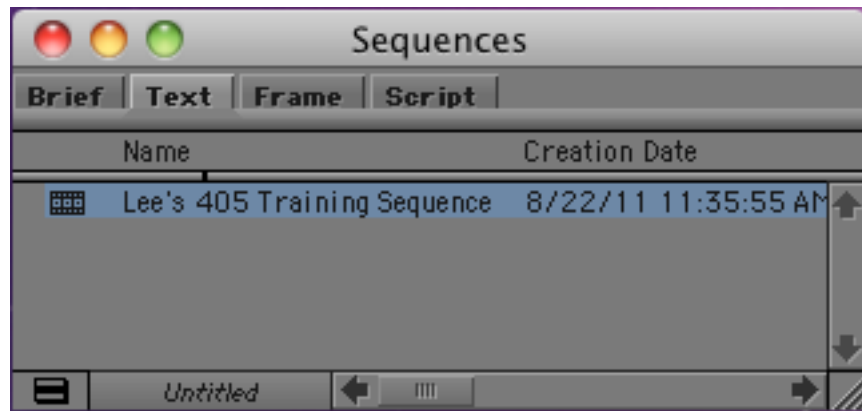 Sequences
Brief Text Frame Script
Name Creation Date
Lee's 405 Training Sequence 8/22/11 11:35:55 AM
Untitled